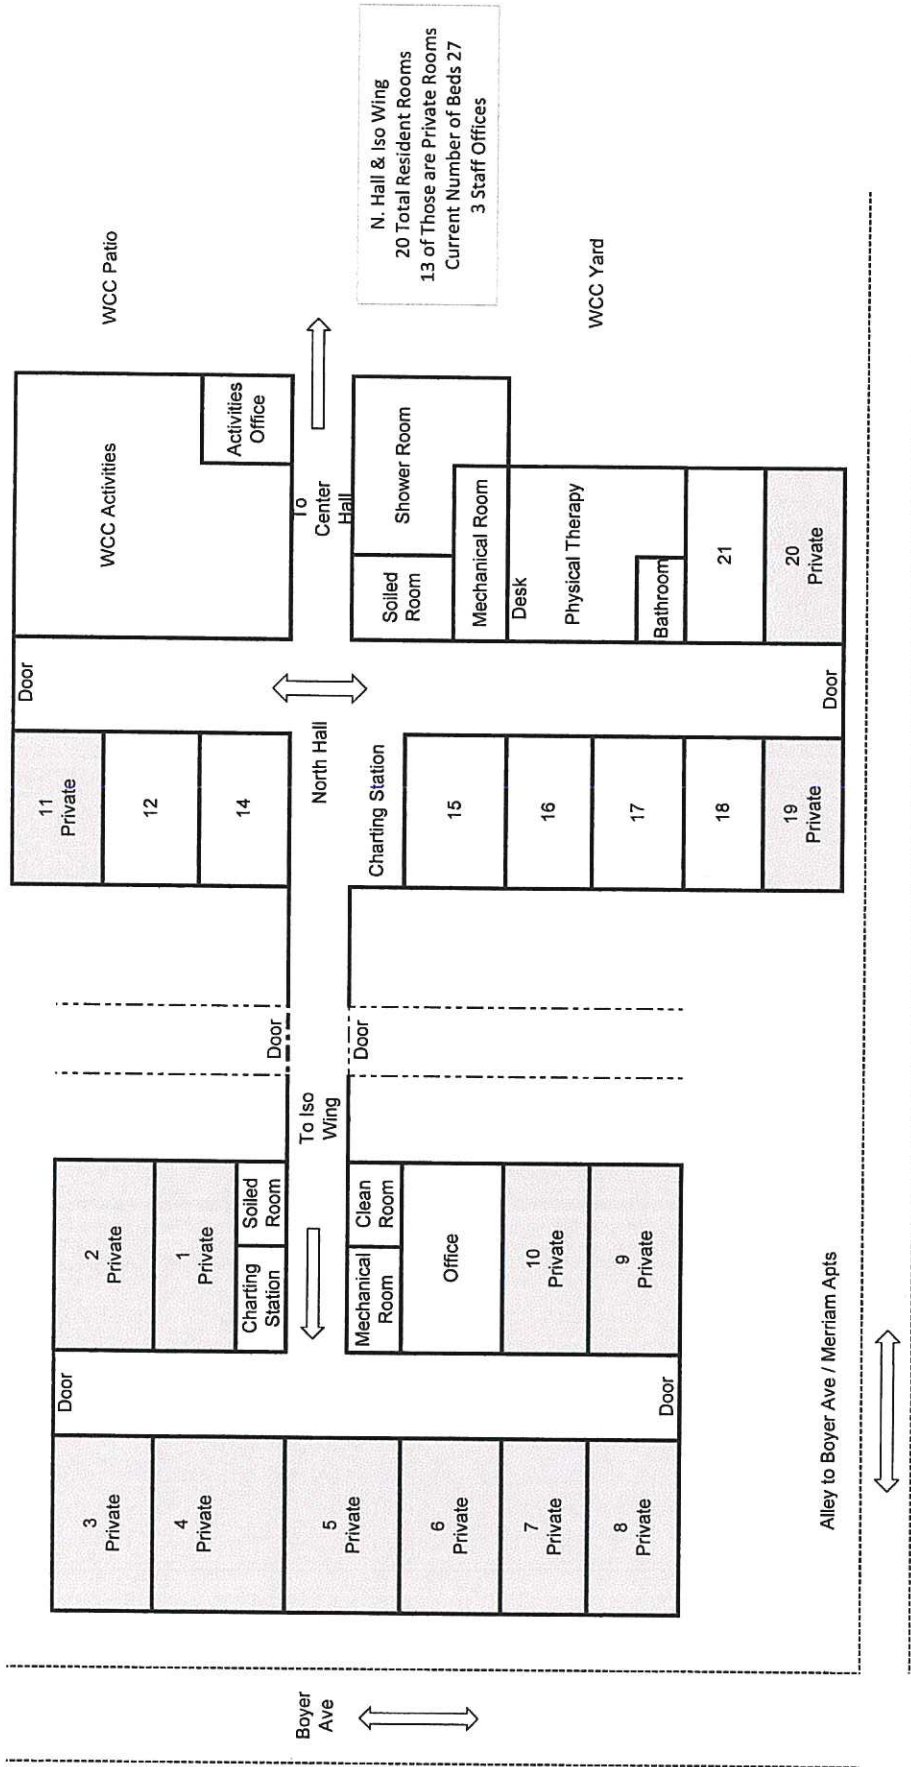 N. Hall & Iso Wing
20 Total Resident Rooms
13 of Those are Private Rooms
Current Number of Beds 27
3 Staff Offices
Boyer
Ave
3
Private
4
Private
5
Private
6
Private
7
Private
8
Private
Door
Door
2
Private
1
Private
Charting
Station
Soiled
Room
To Iso
Wing
Mechanical
Room
Clean
Room
Office
10
Private
9
Private
Door
Door
11
Private
12
14
North Hall
Charting Station
15
16
17
18
19
Private
Door
Door
WCC Activities
Activities
Office
To
Center
Hall
Soiled
Room
Shower Room
Mechanical Room
Desk
Physical Therapy
Bathroom
21
20
Private
WCC Patio
WCC Yard
Alley to Boyer Ave / Merriam Apts